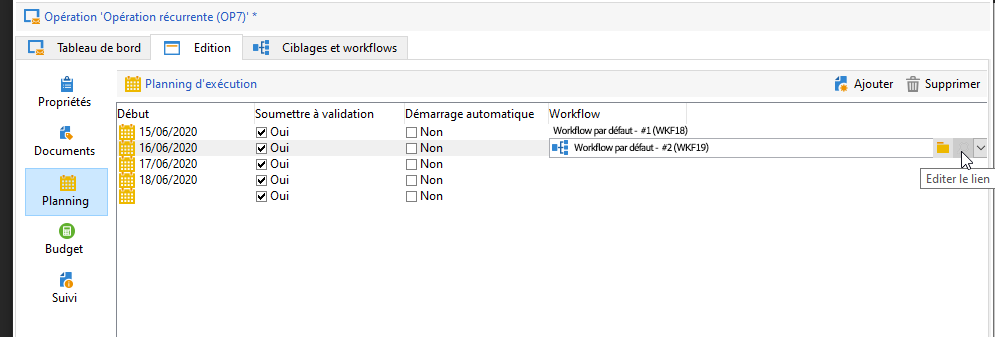 Opération 'Opération récurrente (OP7)' *
Tableau de bord Edition Ciblages et workflows
Propriétés
Documents
Planning
Budget
Suivi
Planning d'exécution Ajouter Supprimer
Début Soumettre à validation Démarrage automatique Workflow
15/06/2020 Oui Non Workflow par défaut - #1 (WKF18)
16/06/2020 Oui Non Workflow par défaut - #2 (WKF19)
17/06/2020 Oui Non
18/06/2020 Oui Non
Oui Non
Editer le lien